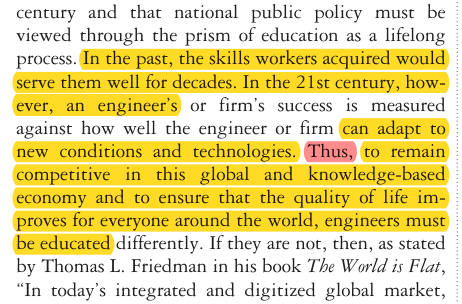 century and that national public policy must be
viewed through the prism of education as a lifelong
process. In the past, the skills workers acquired would
serve them well for decades. In the 21st century, how-
ever, an engineer's or firm's success is measured
against how well the engineer or firm can adapt to
new conditions and technologies. Thus, to remain
competitive in this global and knowledge-based
economy and to ensure that the quality of life im-
proves for everyone around the world, engineers must
be educated differently. If they are not, then, as stated
by Thomas L. Friedman in his book The World is Flat,
“In today's integrated and digitized global market,